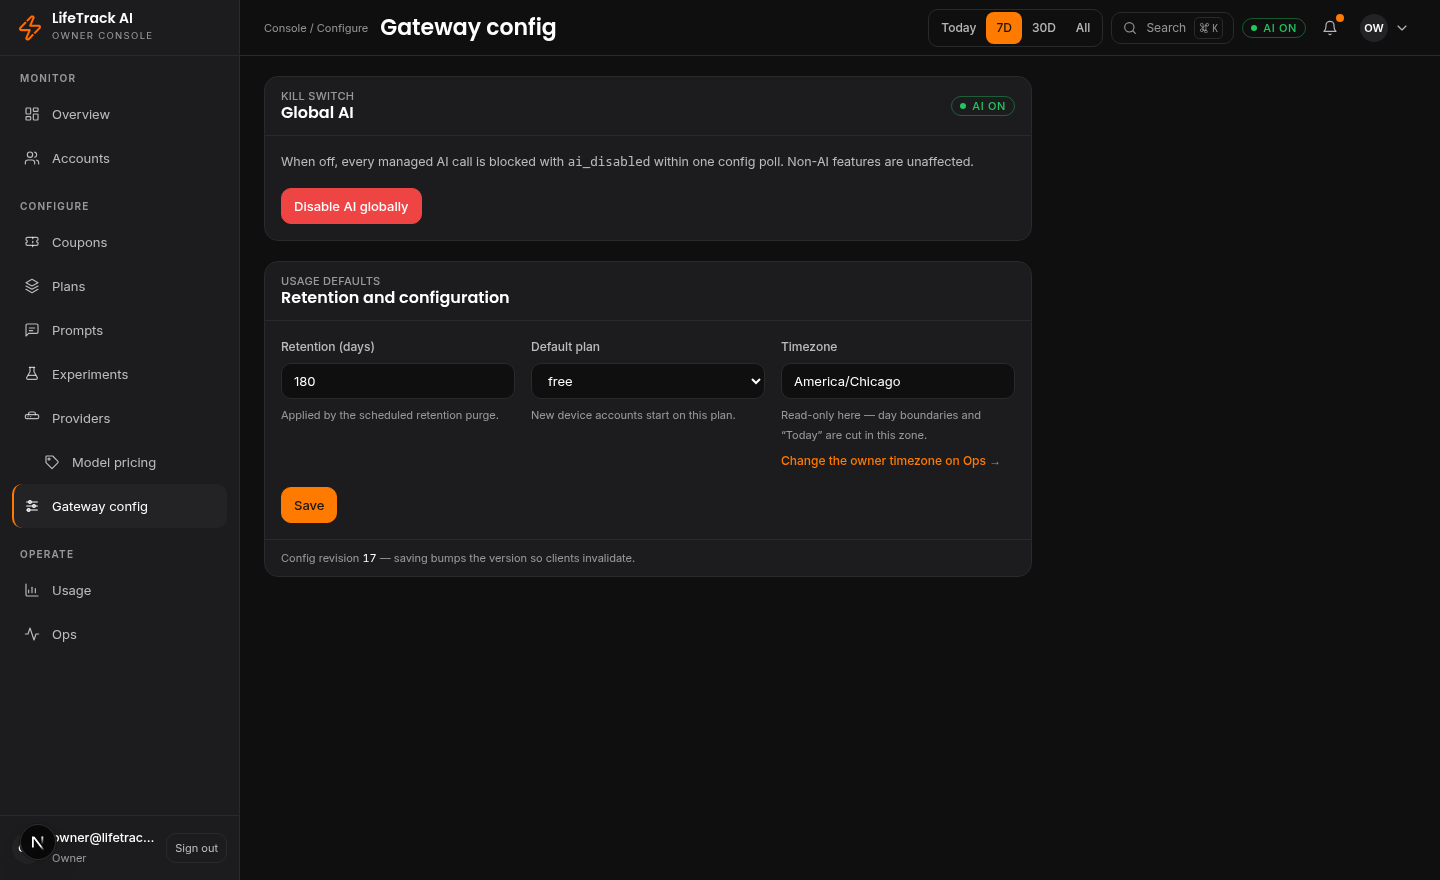 LifeTrack AI
OWNER CONSOLE
MONITOR
Overview
Accounts
CONFIGURE
Coupons
Plans
Prompts
Experiments
Providers
Model pricing
Gateway config
OPERATE
Usage
Ops
owner@lifetrac...
Owner
Sign out
Console / Configure
Gateway config
Today
7D
30D
All
Search
⌘ K
AI ON
OW
KILL SWITCH
Global AI
AI ON
When off, every managed AI call is blocked with ai_disabled within one config poll. Non-AI features are unaffected.
Disable AI globally
USAGE DEFAULTS
Retention and configuration
Retention (days)
180
Applied by the scheduled retention purge.
Default plan
free
New device accounts start on this plan.
Timezone
America/Chicago
Read-only here — day boundaries and
“Today” are cut in this zone.
Change the owner timezone on Ops →
Save
Config revision 17 — saving bumps the version so clients invalidate.